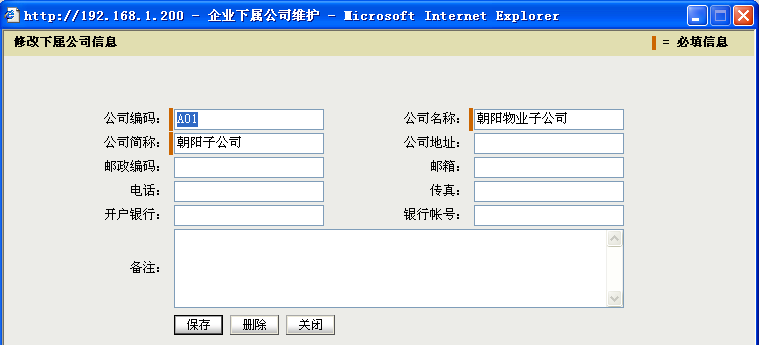 http://192.168.1.200 - 企业下属公司维护 - Microsoft Internet Explorer
修改下属公司信息 = 必填信息
公司编码: A01 公司名称: 朝阳物业子公司
公司简称: 朝阳子公司 公司地址:
邮政编码: 邮箱:
电话: 传真:
开户银行: 银行帐号:
备注:
保存 删除 关闭